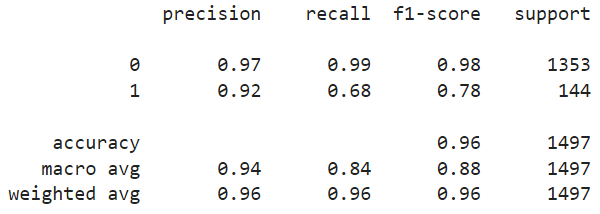 precision recall f1-score support
0 0.97 0.99 0.98 1353
1 0.92 0.68 0.78 144
accuracy 0.96 1497
macro avg 0.94 0.84 0.88 1497
weighted avg 0.96 0.96 0.96 1497